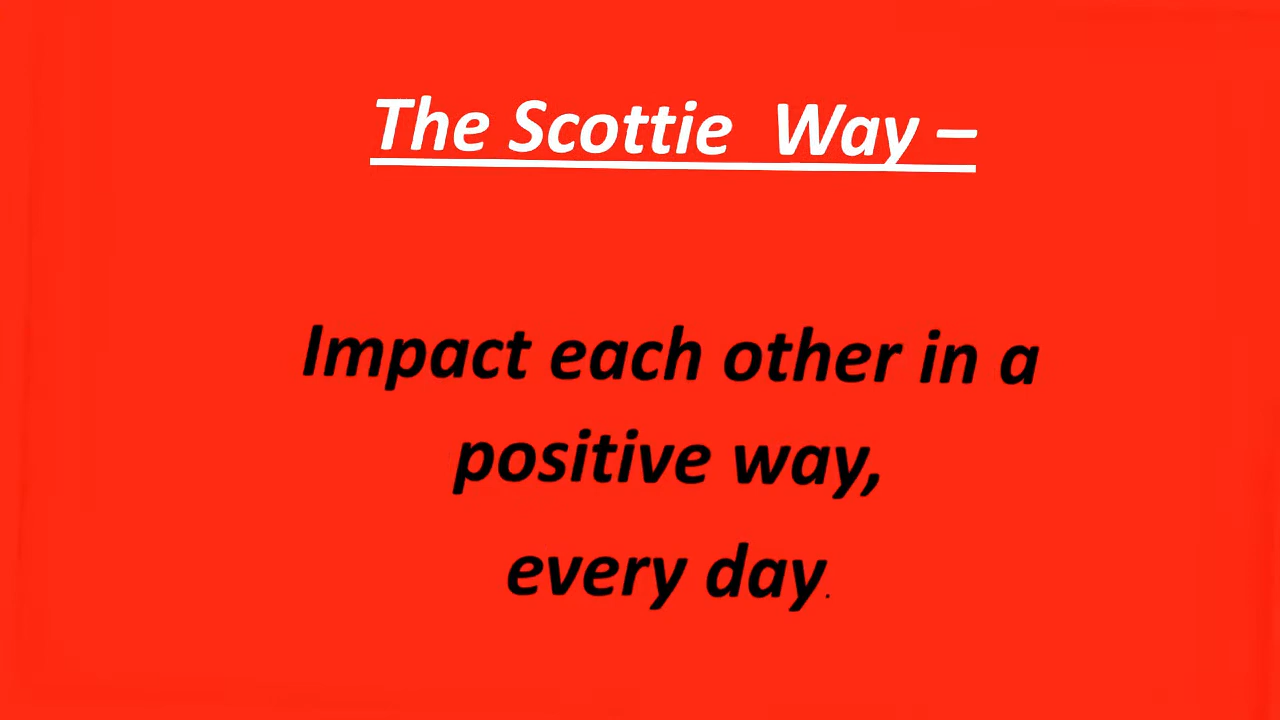 The Scottie  Way –
Impact each other in a
positive way,
every day.